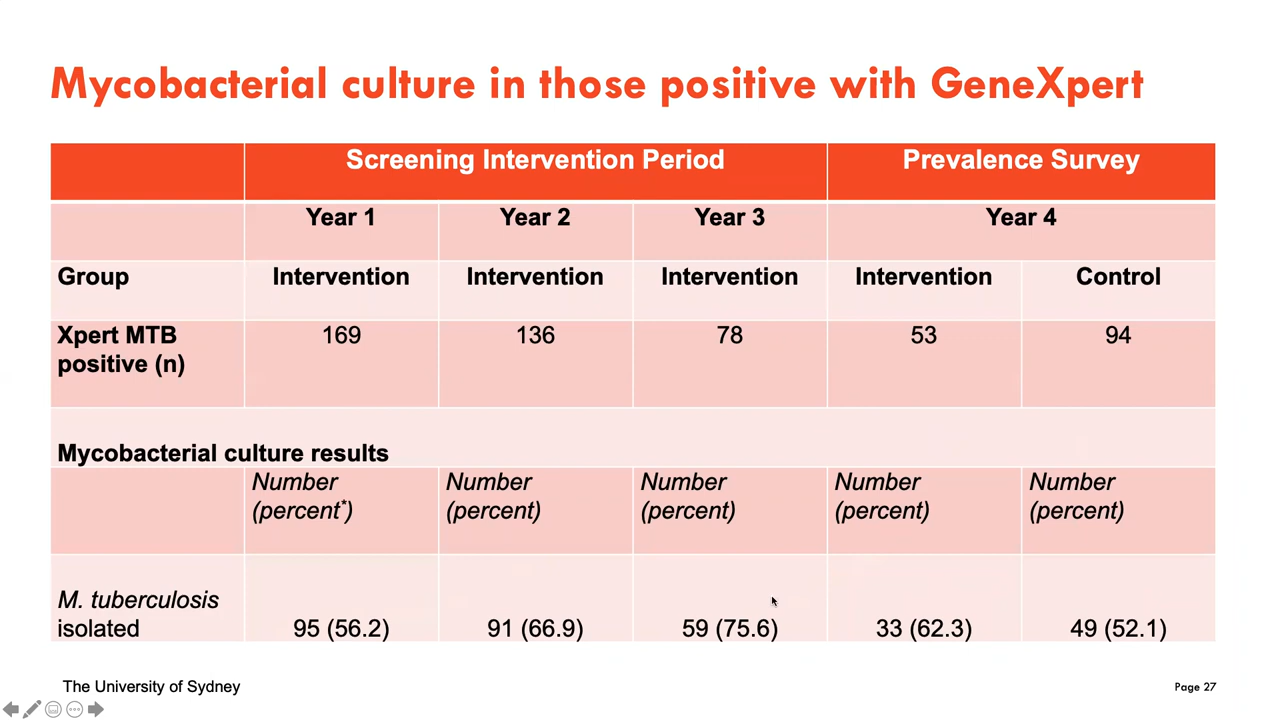 Mycobacterial culture in those positive with GeneXpert
Screening Intervention Period Prevalence Survey
Year 1 Year 2 Year 3 Year 4
Group Intervention Intervention Intervention Intervention Control
Xpert MTB positive (n) 169 136 78 53 94
Mycobacterial culture results
Number Number Number Number Number
(percent*) (percent) (percent) (percent) (percent)
M. tuberculosis
isolated 95 (56.2) 91 (66.9) 59 (75.6) 33 (62.3) 49 (52.1)
The University of Sydney Page 27